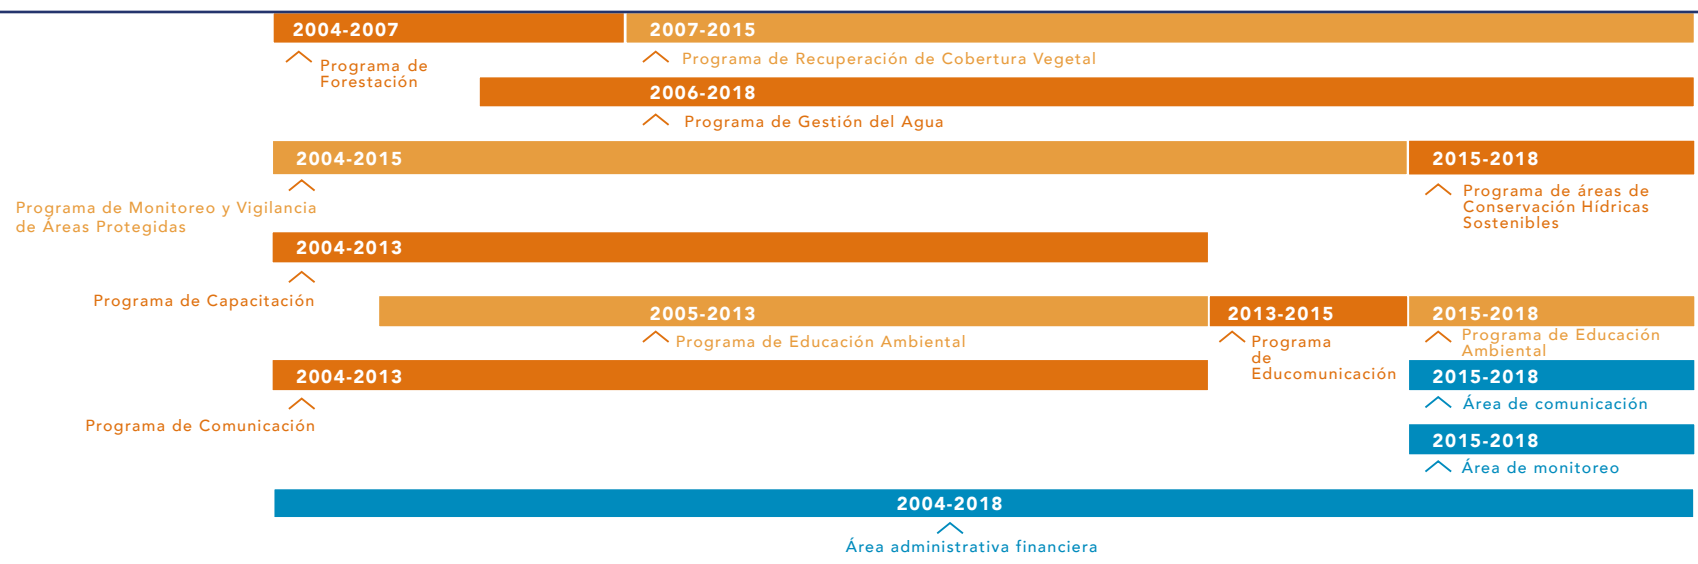 2004-2007
2007-2015
Programa de
Forestación
Programa de Recuperación de Cobertura Vegetal
2006-2018
Programa de Gestión del Agua
2004-2015
2015-2018
Programa de Monitoreo y Vigilancia
de Áreas Protegidas
Programa de áreas de
Conservación Hídricas
Sostenibles
2004-2013
Programa de Capacitación
2005-2013
2013-2015
2015-2018
Programa de Educación Ambiental
Programa
de
Educomunicación
Programa de Educación
Ambiental
2004-2013
2015-2018
Programa de Comunicación
Área de comunicación
2015-2018
Área de monitoreo
2004-2018
Área administrativa financiera